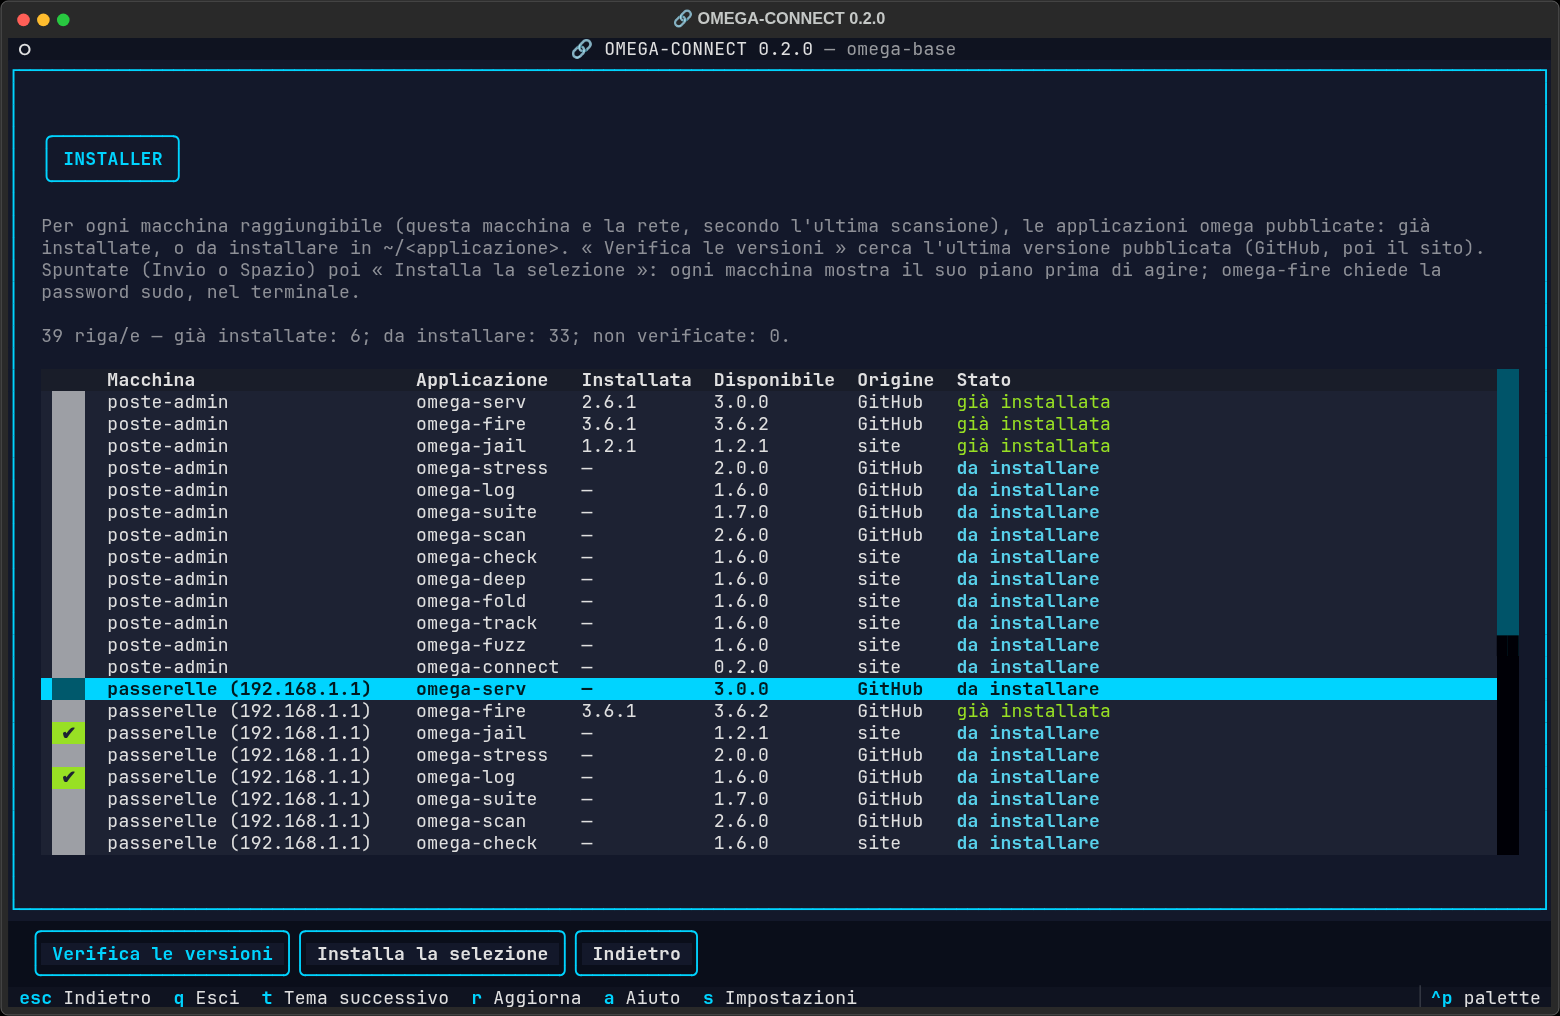 🔗 OMEGA-CONNECT 0.2.0
🔗 OMEGA-CONNECT 0.2.0 — omega-base
INSTALLER
Per ogni macchina raggiungibile (questa macchina e la rete, secondo l'ultima scansione), le applicazioni omega pubblicate: già
installate, o da installare in ~/<applicazione>. « Verifica le versioni » cerca l'ultima versione pubblicata (GitHub, poi il sito).
Spuntate (Invio o Spazio) poi « Installa la selezione »: ogni macchina mostra il suo piano prima di agire; omega-fire chiede la
password sudo, nel terminale.
39 riga/e — già installate: 6; da installare: 33; non verificate: 0.
Macchina Applicazione Installata Disponibile Origine Stato
poste-admin omega-serv 2.6.1 3.0.0 GitHub già installata
poste-admin omega-fire 3.6.1 3.6.2 GitHub già installata
poste-admin omega-jail 1.2.1 1.2.1 site già installata
poste-admin omega-stress — 2.0.0 GitHub da installare
poste-admin omega-log — 1.6.0 GitHub da installare
poste-admin omega-suite — 1.7.0 GitHub da installare
poste-admin omega-scan — 2.6.0 GitHub da installare
poste-admin omega-check — 1.6.0 site da installare
poste-admin omega-deep — 1.6.0 site da installare
poste-admin omega-fold — 1.6.0 site da installare
poste-admin omega-track — 1.6.0 site da installare
poste-admin omega-fuzz — 1.6.0 site da installare
poste-admin omega-connect — 0.2.0 site da installare
passerelle (192.168.1.1) omega-serv — 3.0.0 GitHub da installare
passerelle (192.168.1.1) omega-fire 3.6.1 3.6.2 GitHub già installata
✔ passerelle (192.168.1.1) omega-jail — 1.2.1 site da installare
passerelle (192.168.1.1) omega-stress — 2.0.0 GitHub da installare
✔ passerelle (192.168.1.1) omega-log — 1.6.0 GitHub da installare
passerelle (192.168.1.1) omega-suite — 1.7.0 GitHub da installare
passerelle (192.168.1.1) omega-scan — 2.6.0 GitHub da installare
passerelle (192.168.1.1) omega-check — 1.6.0 site da installare
Verifica le versioni Installa la selezione Indietro
esc Indietro q Esci t Tema successivo r Aggiorna a Aiuto s Impostazioni ^p palette